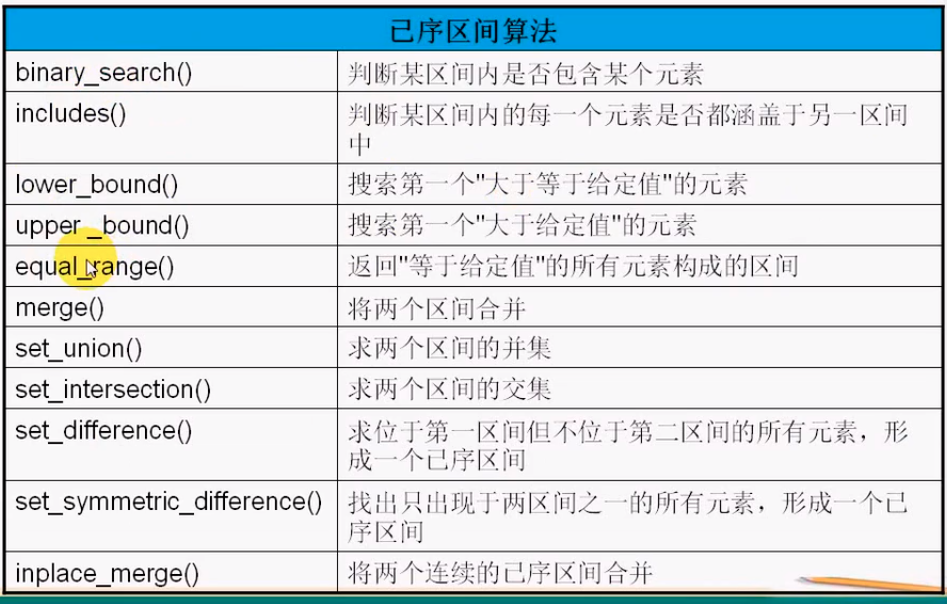 已序区间算法
binary_search()
判断某区间内是否包含某个元素
includes()
判断某区间内的每一个元素是否都涵盖于另一区间
中
lower_bound()
搜索第一个"大于等于给定值"的元素
upper _bound()
搜索第一个"大于给定值"的元素
equal_range()
返回"等于给定值"的所有元素构成的区间
merge()
将两个区间合并
set_union()
求两个区间的并集
set_intersection()
求两个区间的交集
set_difference()
求位于第一区间但不位于第二区间的所有元素，形
成一个已序区间
set_symmetric_difference()
找出只出现于两区间之一的所有元素，形成一个已
序区间
inplace_merge()
将两个连续的已序区间合并